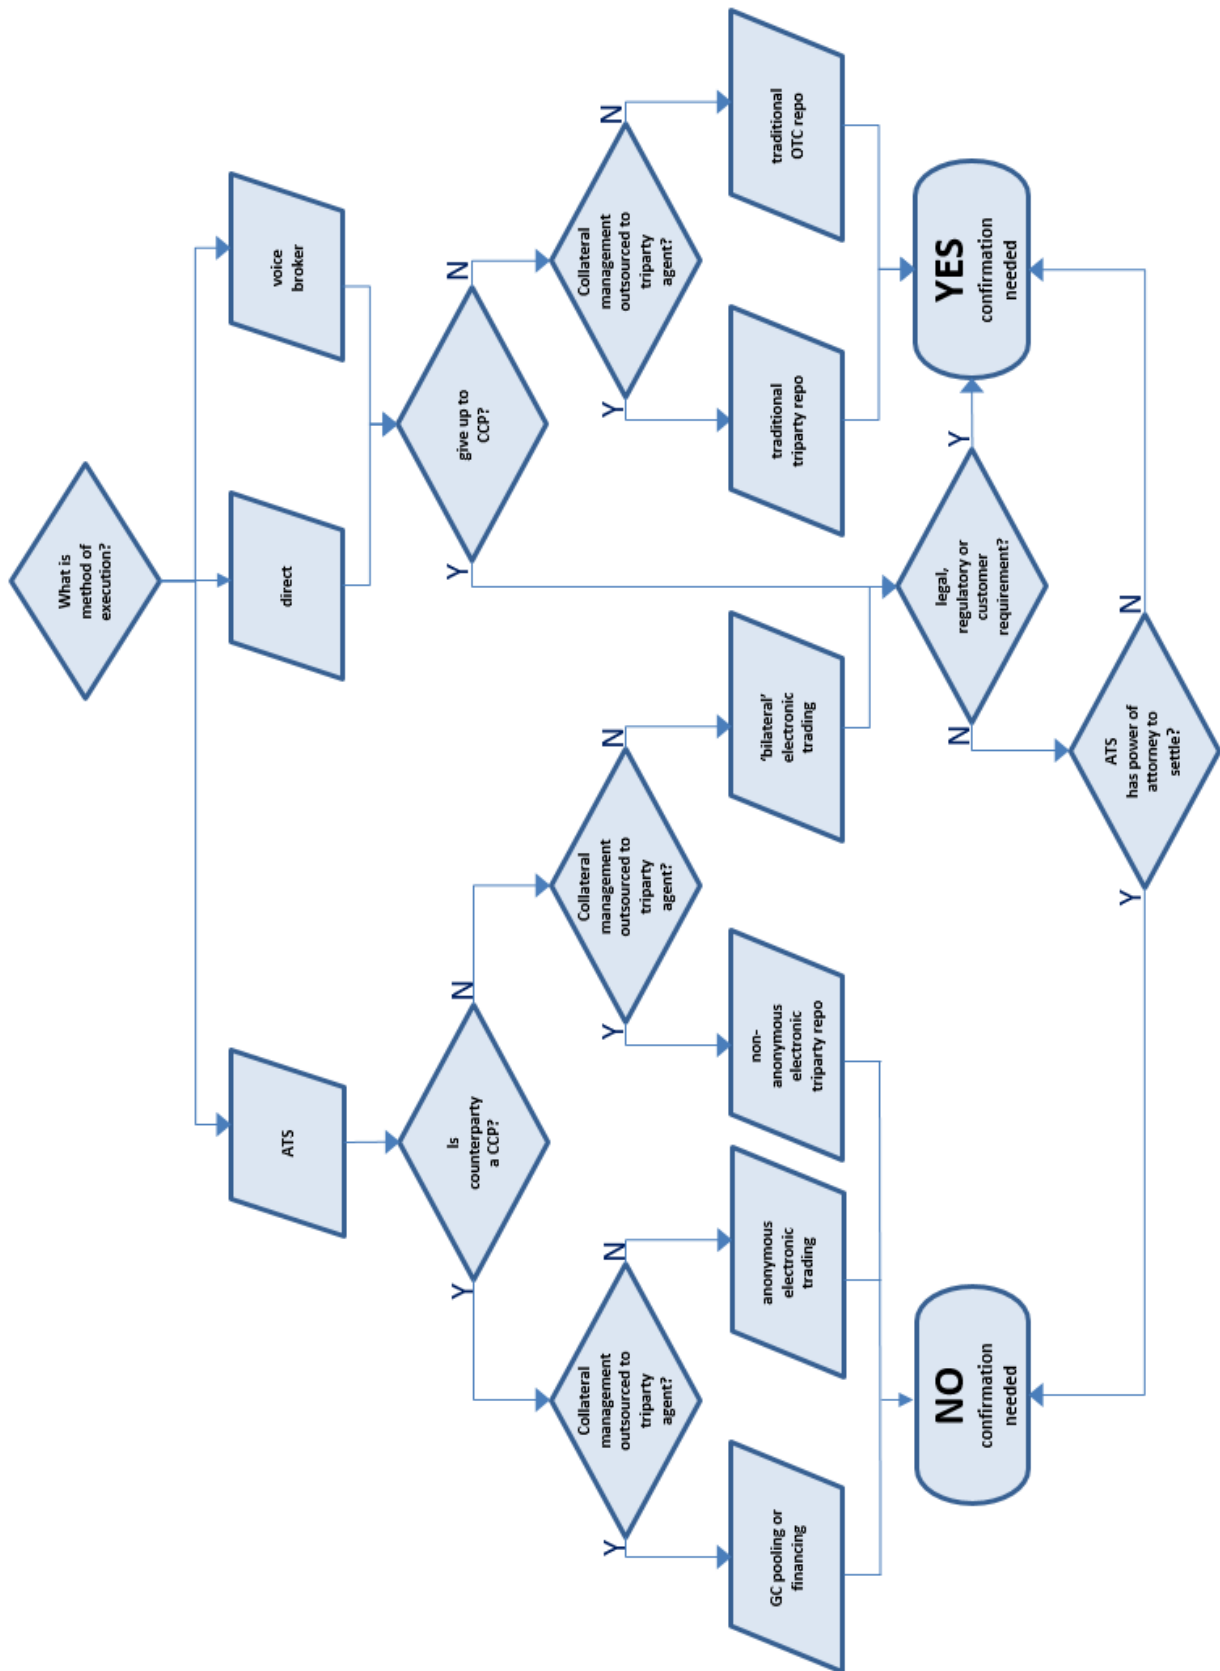 What is
method of
execution?
ATS
direct
voice
broker
Is
counterparty
a CCP?
Y
N
give up to
CCP?
Y
N
Collateral
management
outsourced to
triparty
agent?
Y
N
Collateral
management
outsourced to
triparty
agent?
Y
N
Collateral
management
outsourced to
triparty
agent?
Y
N
GC pooling or
financing
anonymous
electronic
trading
non-
anonymous
electronic
triparty repo
‘bilateral’
electronic
trading
traditional
triparty repo
traditional
OTC repo
legal,
regulatory or
customer
requirement?
N
Y
NO
confirmation
needed
YES
confirmation
needed
ATS
has power of
attorney to
settle?
Y
N